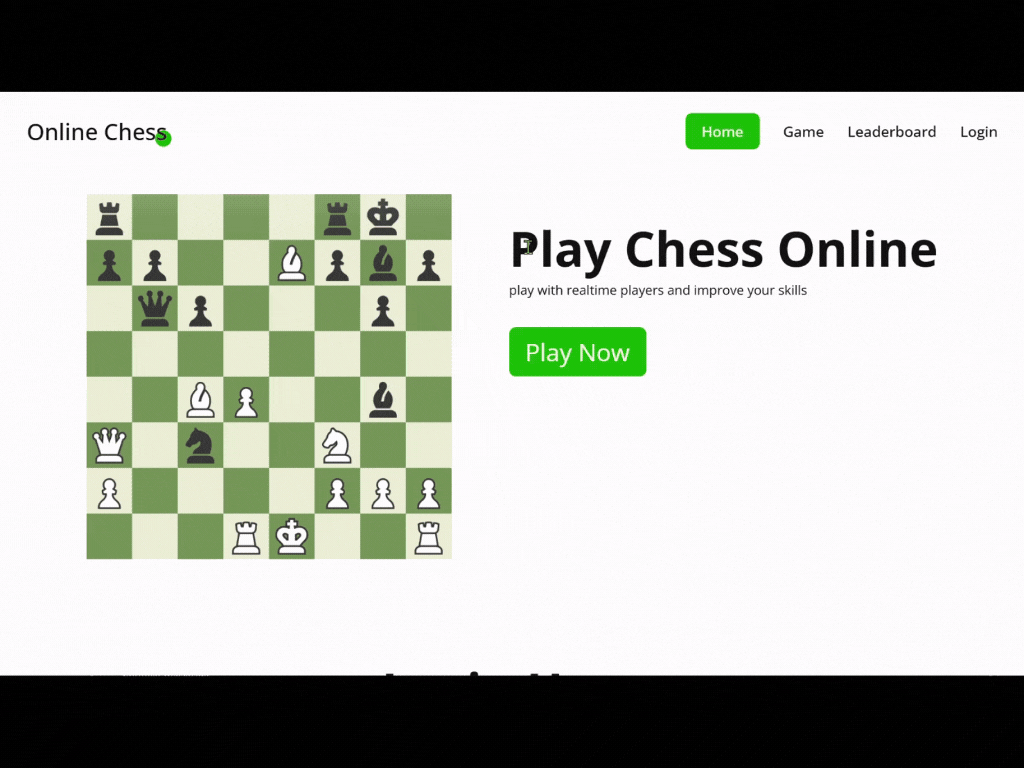 Online Chess
Home
Game
Leaderboard
Login
Play Chess Online
play with realtime players and improve your skills
Play Now